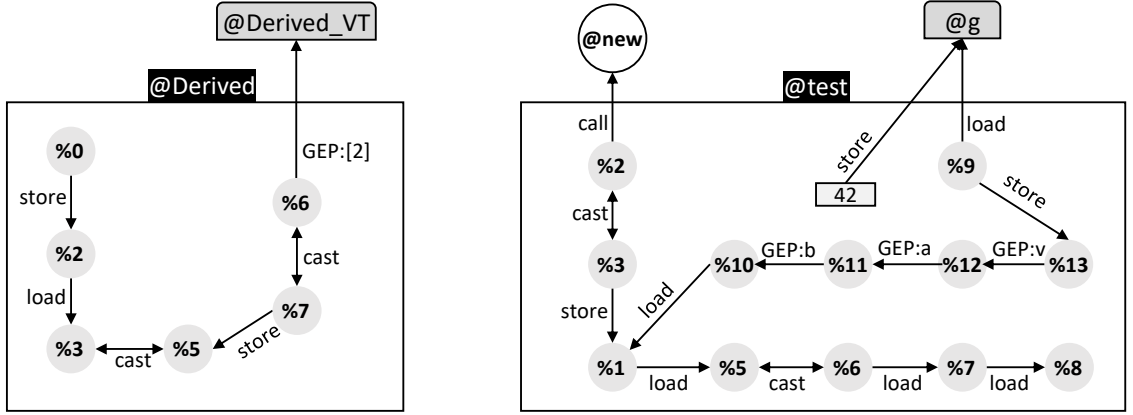 @Derived_VT
@new
@g
@Derived
@test
%0
GEP:[2]
call
store
load
%2
42
%9
store
%6
store
cast
%2
cast
GEP:b
GEP:a
GEP:v
%3
%10
%11
%12
%13
load
%7
store
load
store
%3
cast
%5
%1
load
%5
cast
%6
load
%7
load
%8